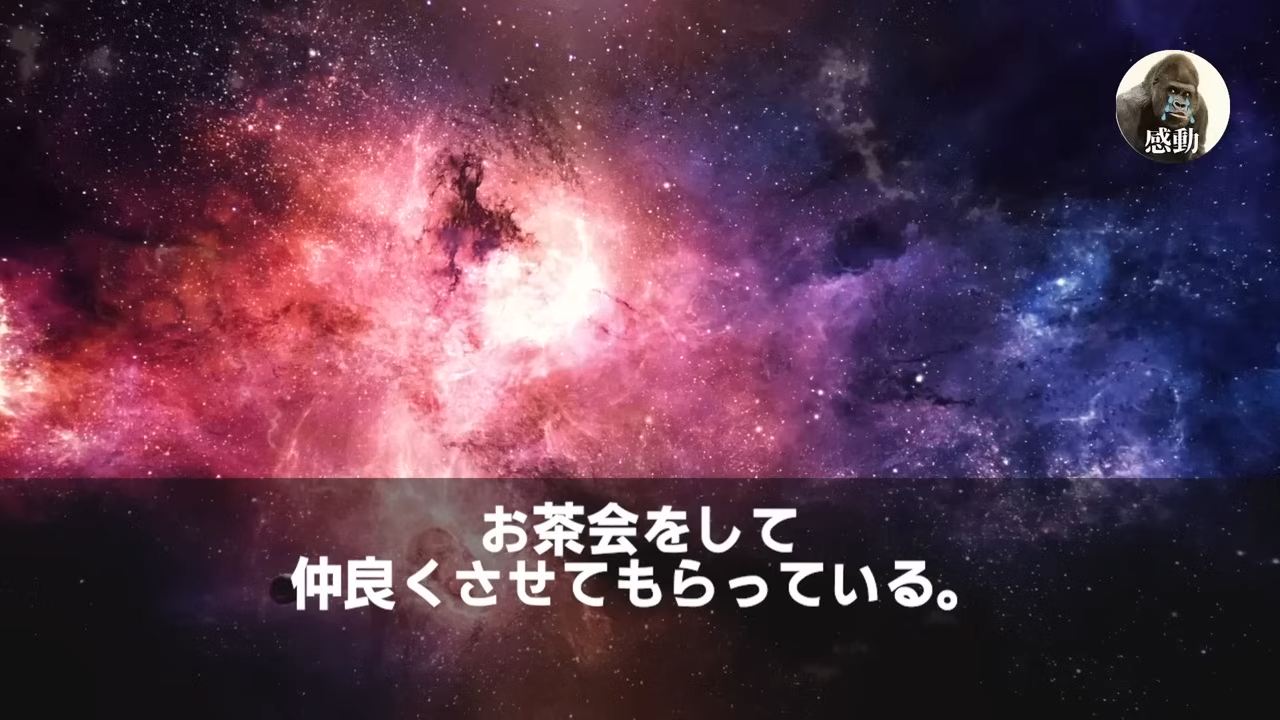 感動
お茶会をして
仲良くさせてもらっている。